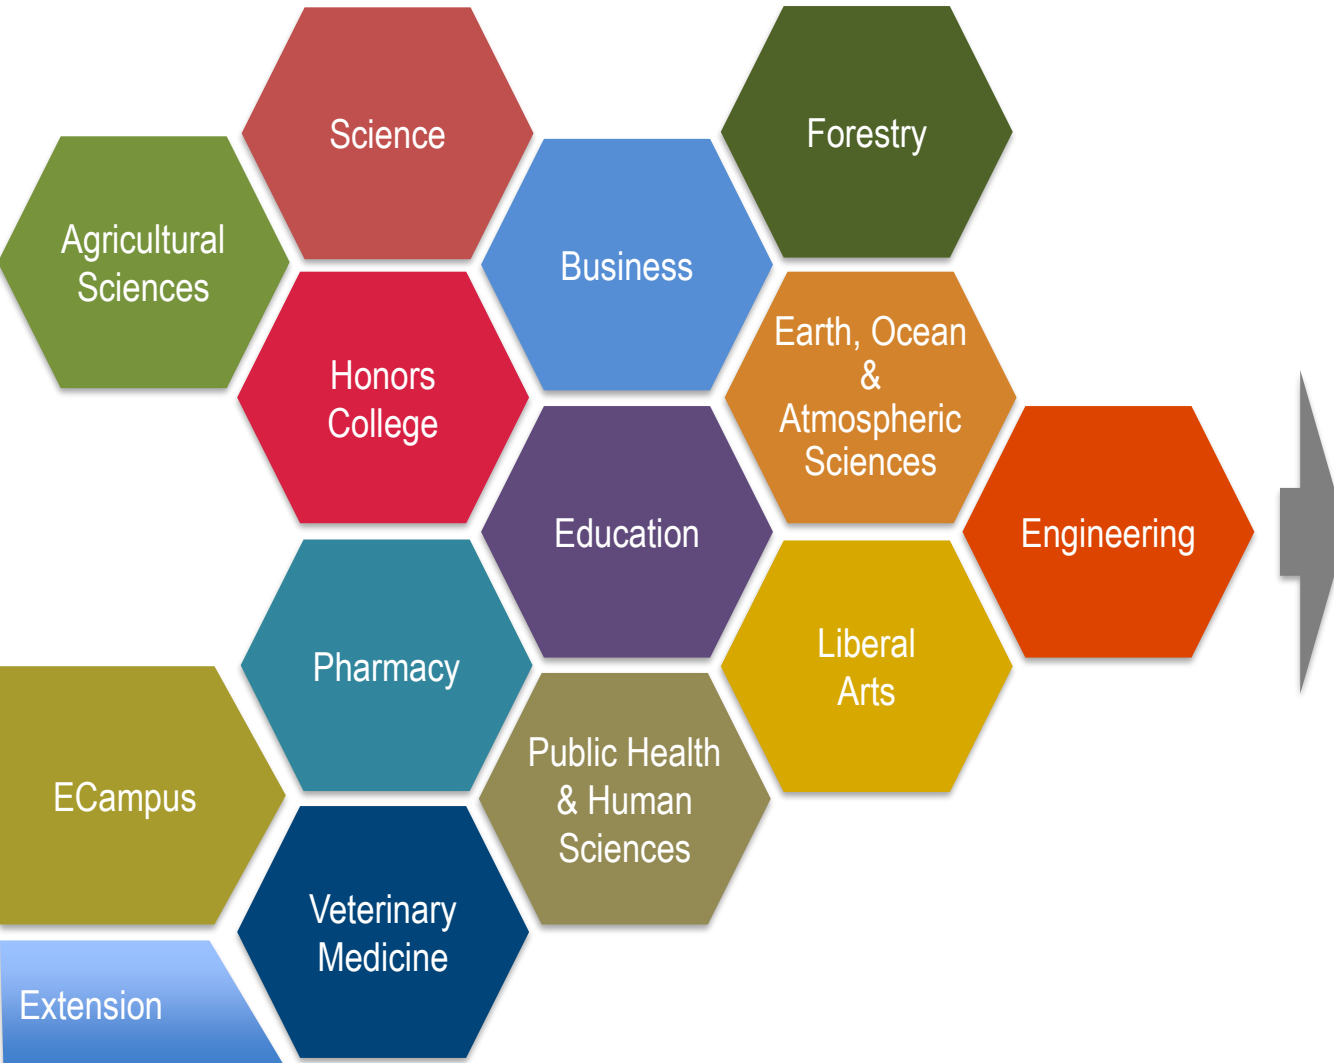 Science
Forestry
Agricultural
Sciences
Business
Honors
College
Earth, Ocean
&
Atmospheric
Sciences
Education
Engineering
Pharmacy
Liberal
Arts
ECampus
Public Health
& Human
Sciences
Veterinary
Medicine
Extension